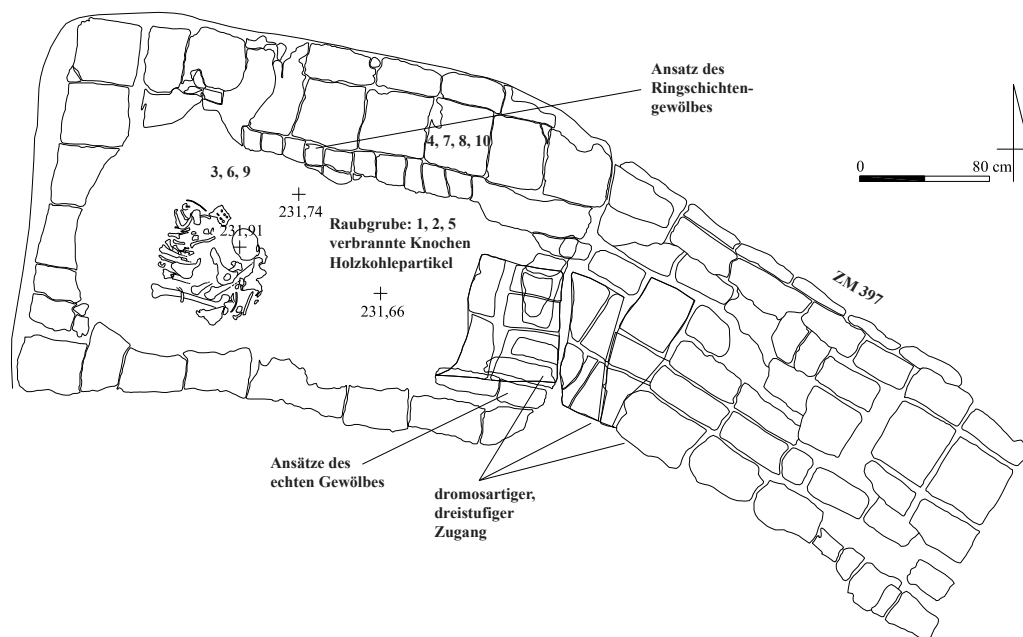 Ansatz des
Ringschichten-
gewölbes
4, 7, 8, 10
0 80 cm
3, 6, 9
231,74
231,91
Raubgrube: 1, 2, 5
verbrannte Knochen
Holzkohlepartikel
231,66
ZM 397
Ansätze des
echten Gewölbes
dromosartiger,
dreistufiger
Zugang